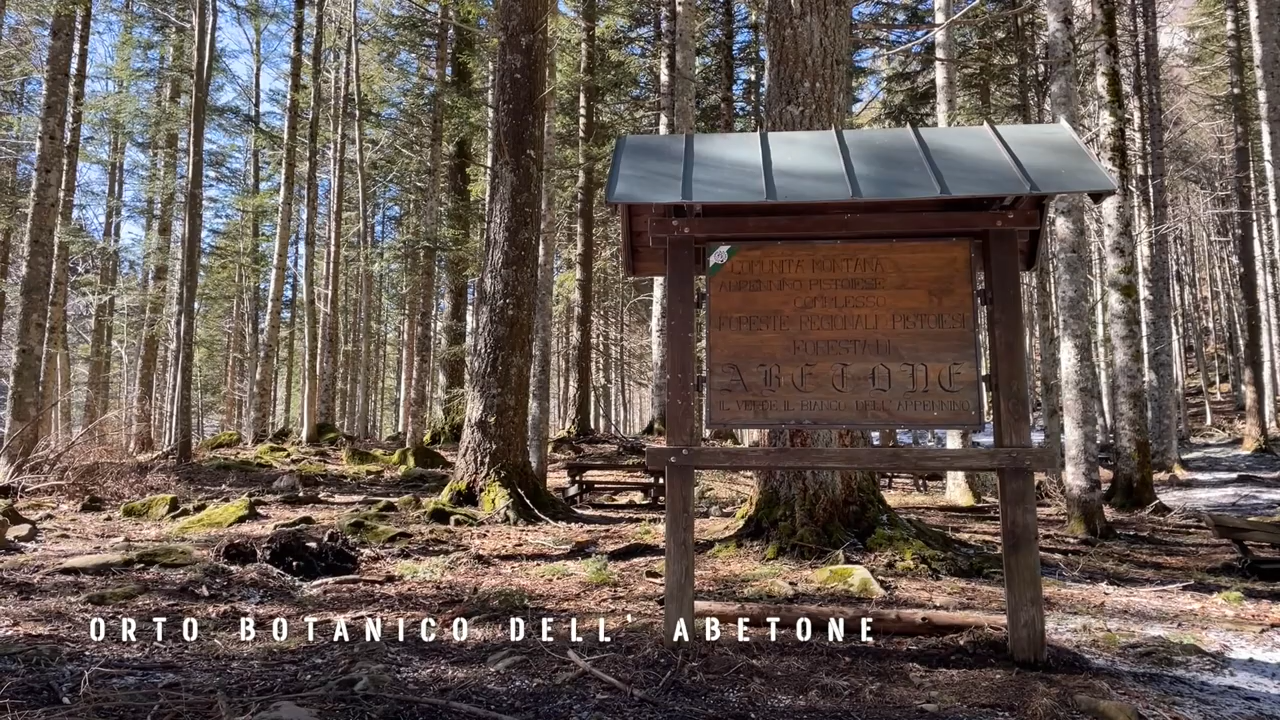 COMUNITÀ MONTANA
APPENNINO PISTOIESE
COMPLESSO
FORESTE REGIONALI PISTOIESI
FORESTA DI
ABETONE
IL VERDE IL BIANCO DELL'APPENNINO
ORTO BOTANICO DELL' ABETONE